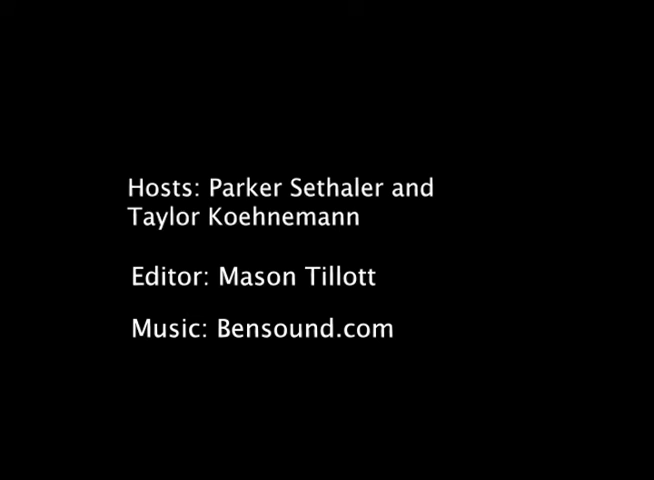 Hosts: Parker Sethaler and
Taylor Koehnemann
Editor: Mason Tillott
Music: Bensound.com